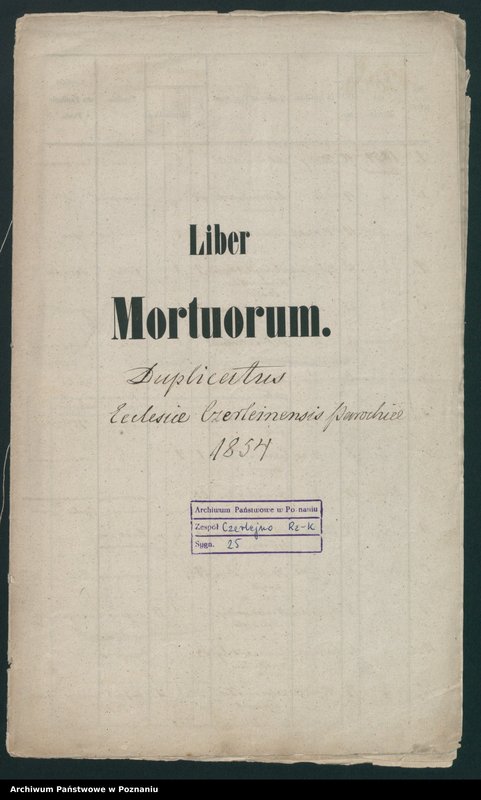 Liber
Mortuorum.
Duplicatus
Ecclesiae Czerleinensis parochiae
1854
Archiwum Państwowe w Poznaniu
Zespół Czerlejno Rz-K
Sygn. 25
Archiwum Państwowe w Poznaniu